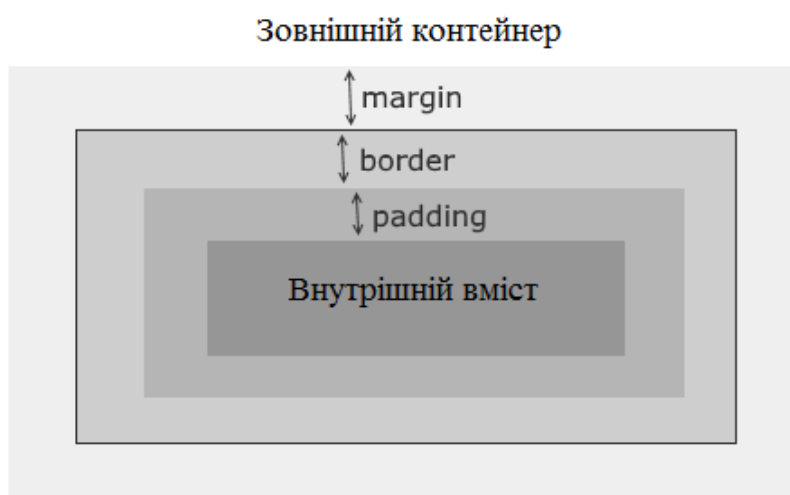 Зовнішній контейнер
margin
border
padding
Внутрішній вміст